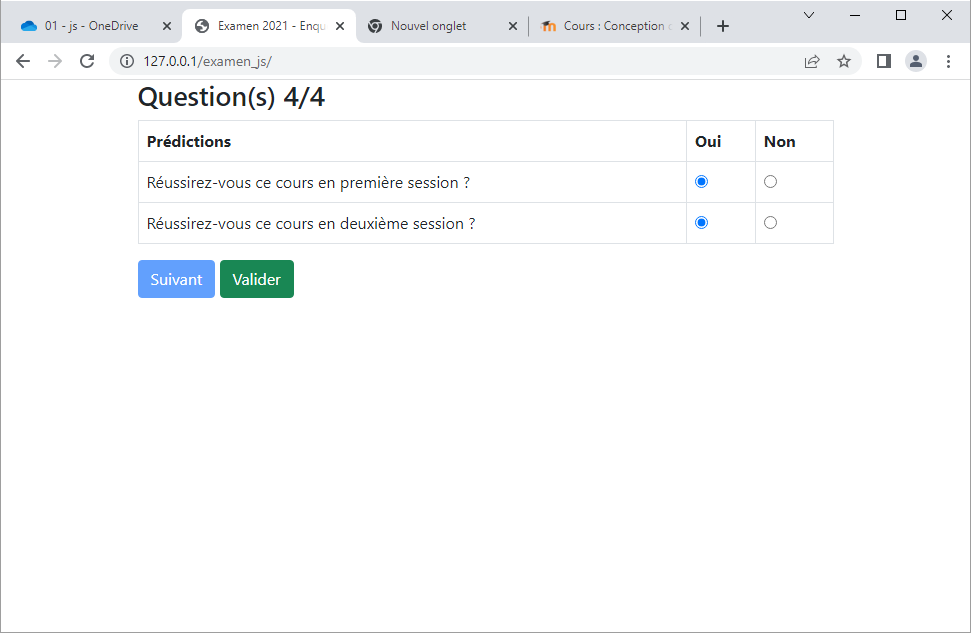 01 - js - OneDrive
Examen 2021 - Enqu
Nouvel onglet
Cours : Conception
127.0.0.1/examen_js/
Question(s) 4/4
Prédictions Oui Non
Réussirez-vous ce cours en première session ?
Réussirez-vous ce cours en deuxième session ?
Suivant Valider